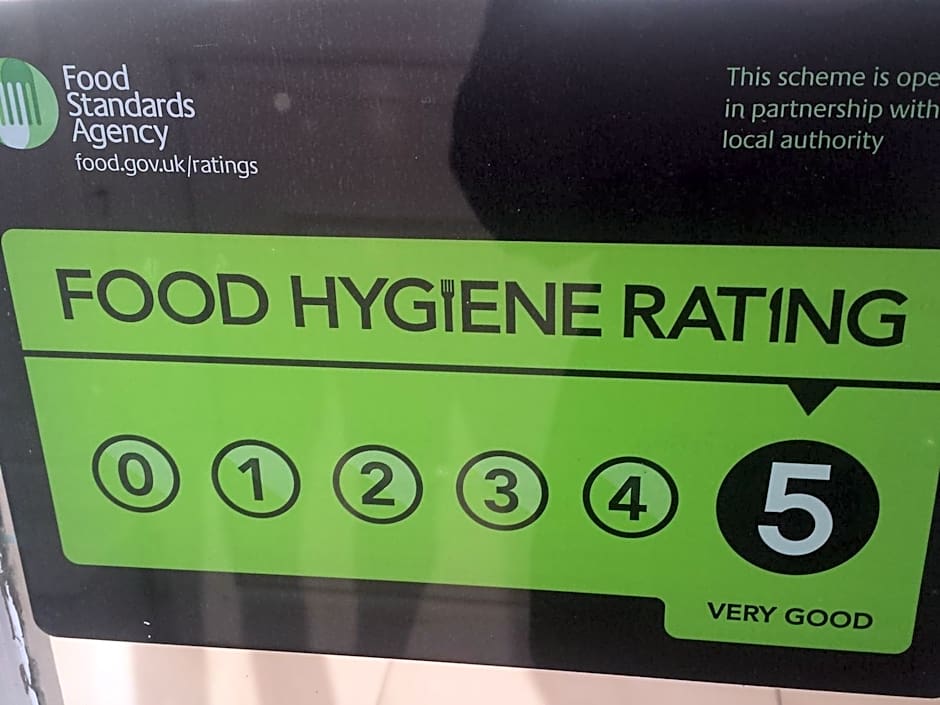 Food
Standards
Agency
food.gov.uk/ratings
This scheme is ope
in partnership with
local authority
FOOD HYGIENE RATING
0 1 2 3 4 5
VERY GOOD